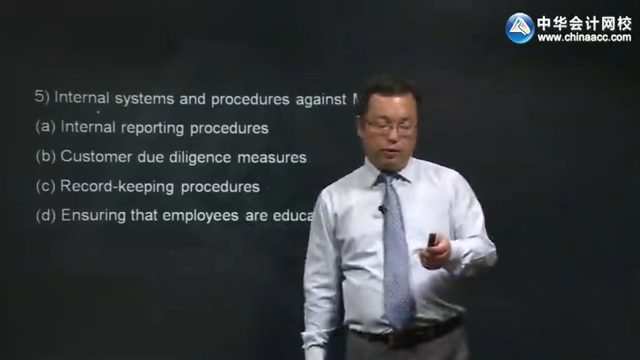 中华会计网校
www.chinaacc.com
5) Internal systems and procedures against
(a) Internal reporting procedures
(b) Customer due diligence measures
(c) Record-keeping procedures
(d) Ensuring that employees are